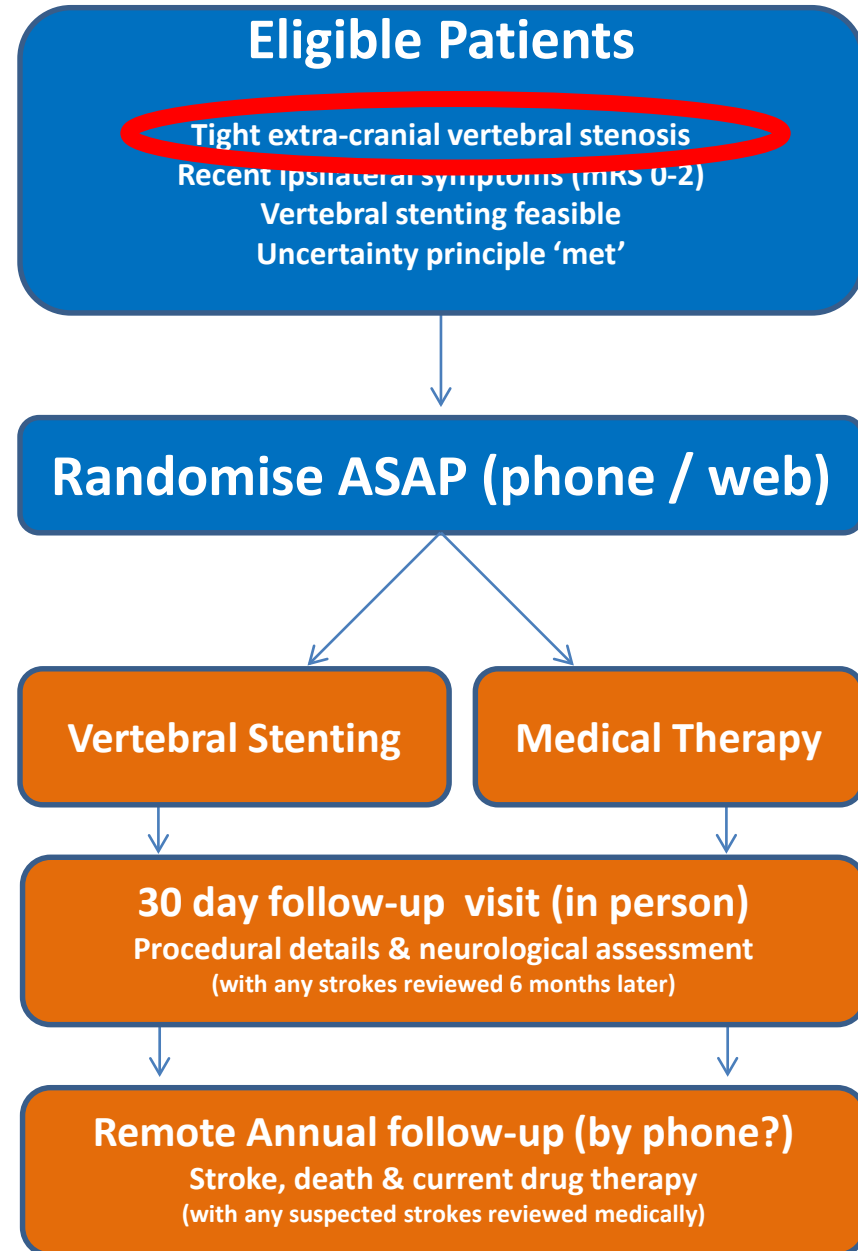 Eligible Patients
Tight extra-cranial vertebral stenosis
Recent ipsilateral symptoms (mRS 0-2)
Vertebral stenting feasible
Uncertainty principle ‘met’
Randomise ASAP (phone / web)
Vertebral Stenting
Medical Therapy
30 day follow-up visit (in person)
Procedural details & neurological assessment
(with any strokes reviewed 6 months later)
Remote Annual follow-up (by phone?)
Stroke, death & current drug therapy
(with any suspected strokes reviewed medically)